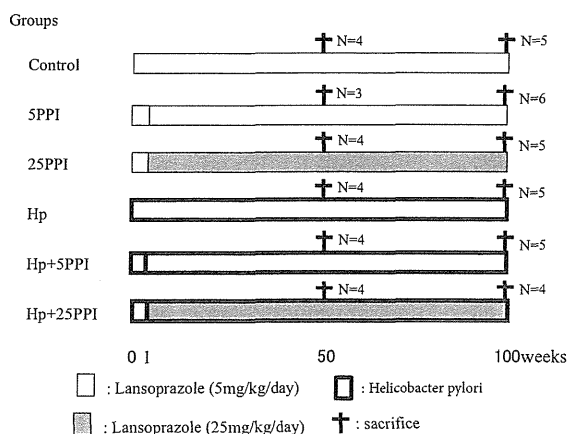 Groups
N=4 N=5
Control
N=3 N=6
5PPI
N=4 N=5
25PPI
N=4 N=5
Hp
N=4 N=5
Hp+5PPI
N=4 N=4
Hp+25PPI
0 1 50 100weeks
: Lansoprazole (5mg/kg/day) : Helicobacter pylori
: Lansoprazole (25mg/kg/day) : sacrifice